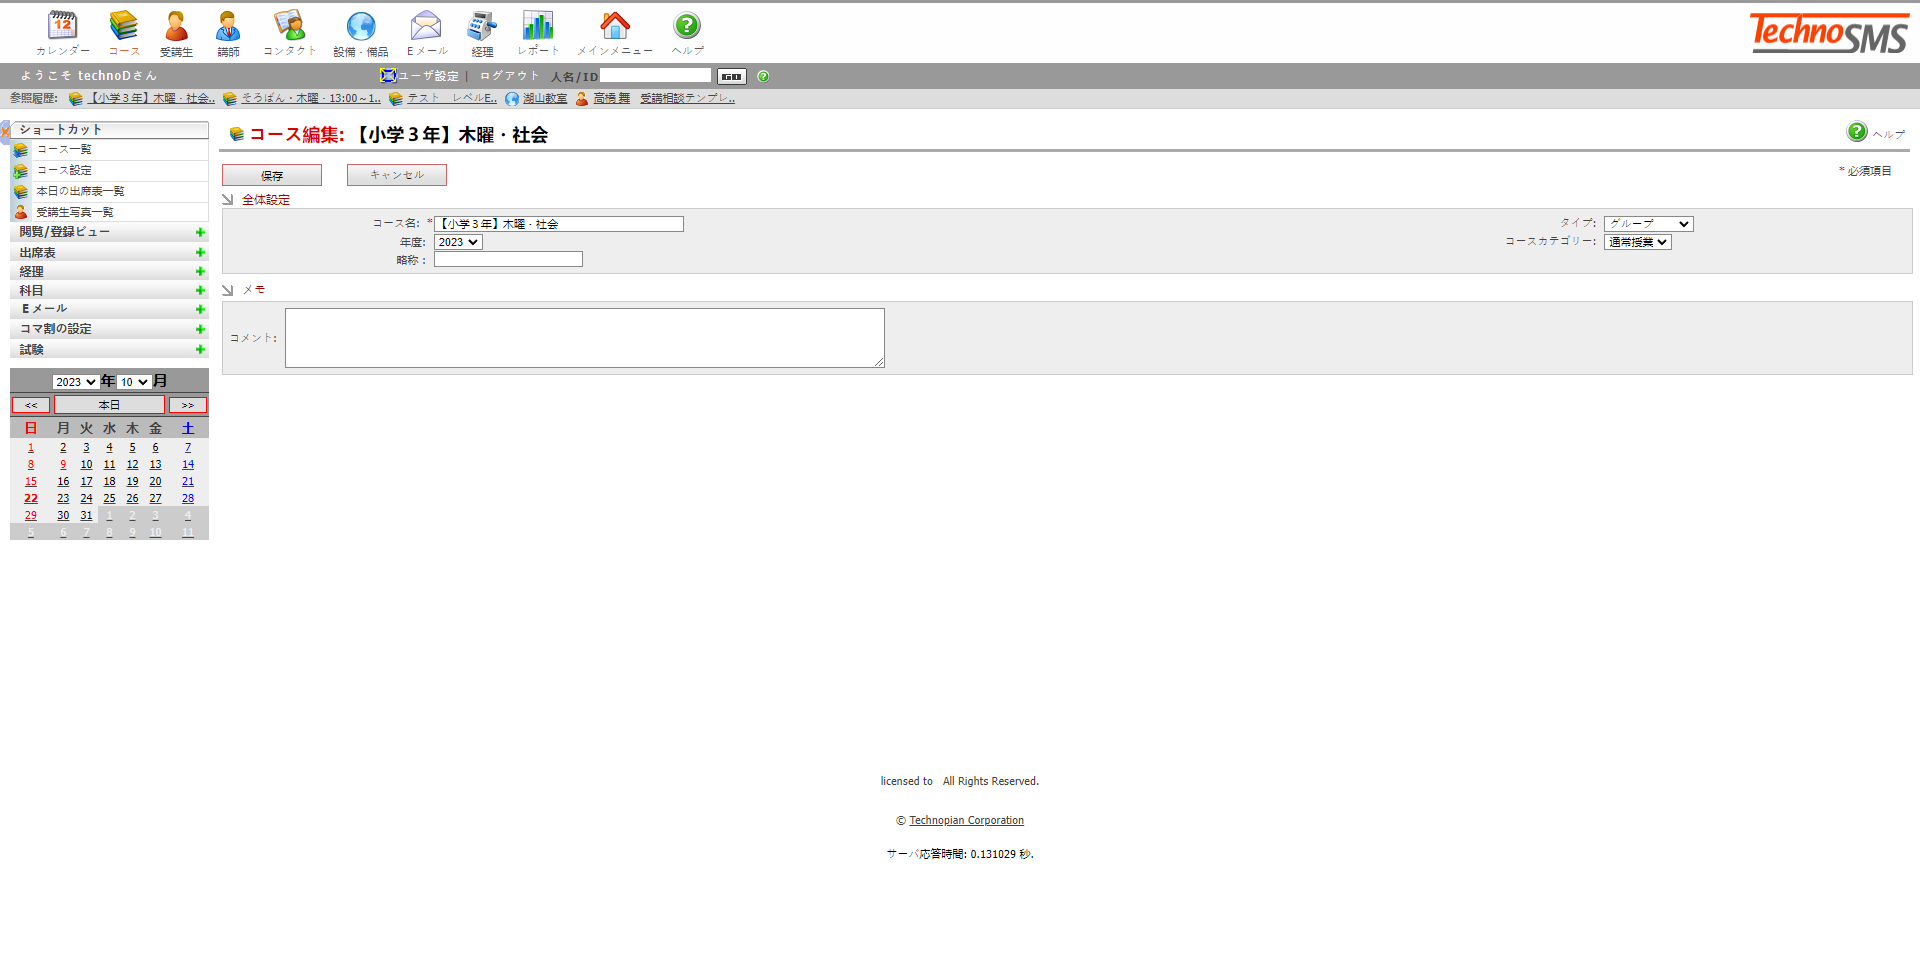 カレンダー コース 受講生 講師 コンタクト 設備・備品 Eメール 経理 レポート メインメニュー ヘルプ
TechnoSMS
ようこそ technoDさん ユーザ設定 | ログアウト 人名/ID GO
参照履歴: 【小学３年】木曜・社会.. そろばん・木曜・13:00～1.. テスト　レベルE.. 湖山教室 高橋 舞 受講相談テンプレ..
ショートカット
コース一覧
コース設定
本日の出席表一覧
受講生写真一覧
閲覧/登録ビュー
出席表
経理
科目
Eメール
コマ割の設定
試験
2023 年 10 月
<< 本日 >>
日 月 火 水 木 金 土
1 2 3 4 5 6 7
8 9 10 11 12 13 14
15 16 17 18 19 20 21
22 23 24 25 26 27 28
29 30 31 1 2 3 4
5 6 7 8 9 10 11
コース編集: 【小学３年】木曜・社会
ヘルプ
保存 キャンセル
* 必須項目
全体設定
コース名: * 【小学３年】木曜・社会
タイプ: グループ
年度: 2023
コースカテゴリー: 通常授業
略称 :
メモ
コメント:
licensed to All Rights Reserved.
© Technopian Corporation
サーバ応答時間: 0.131029 秒.